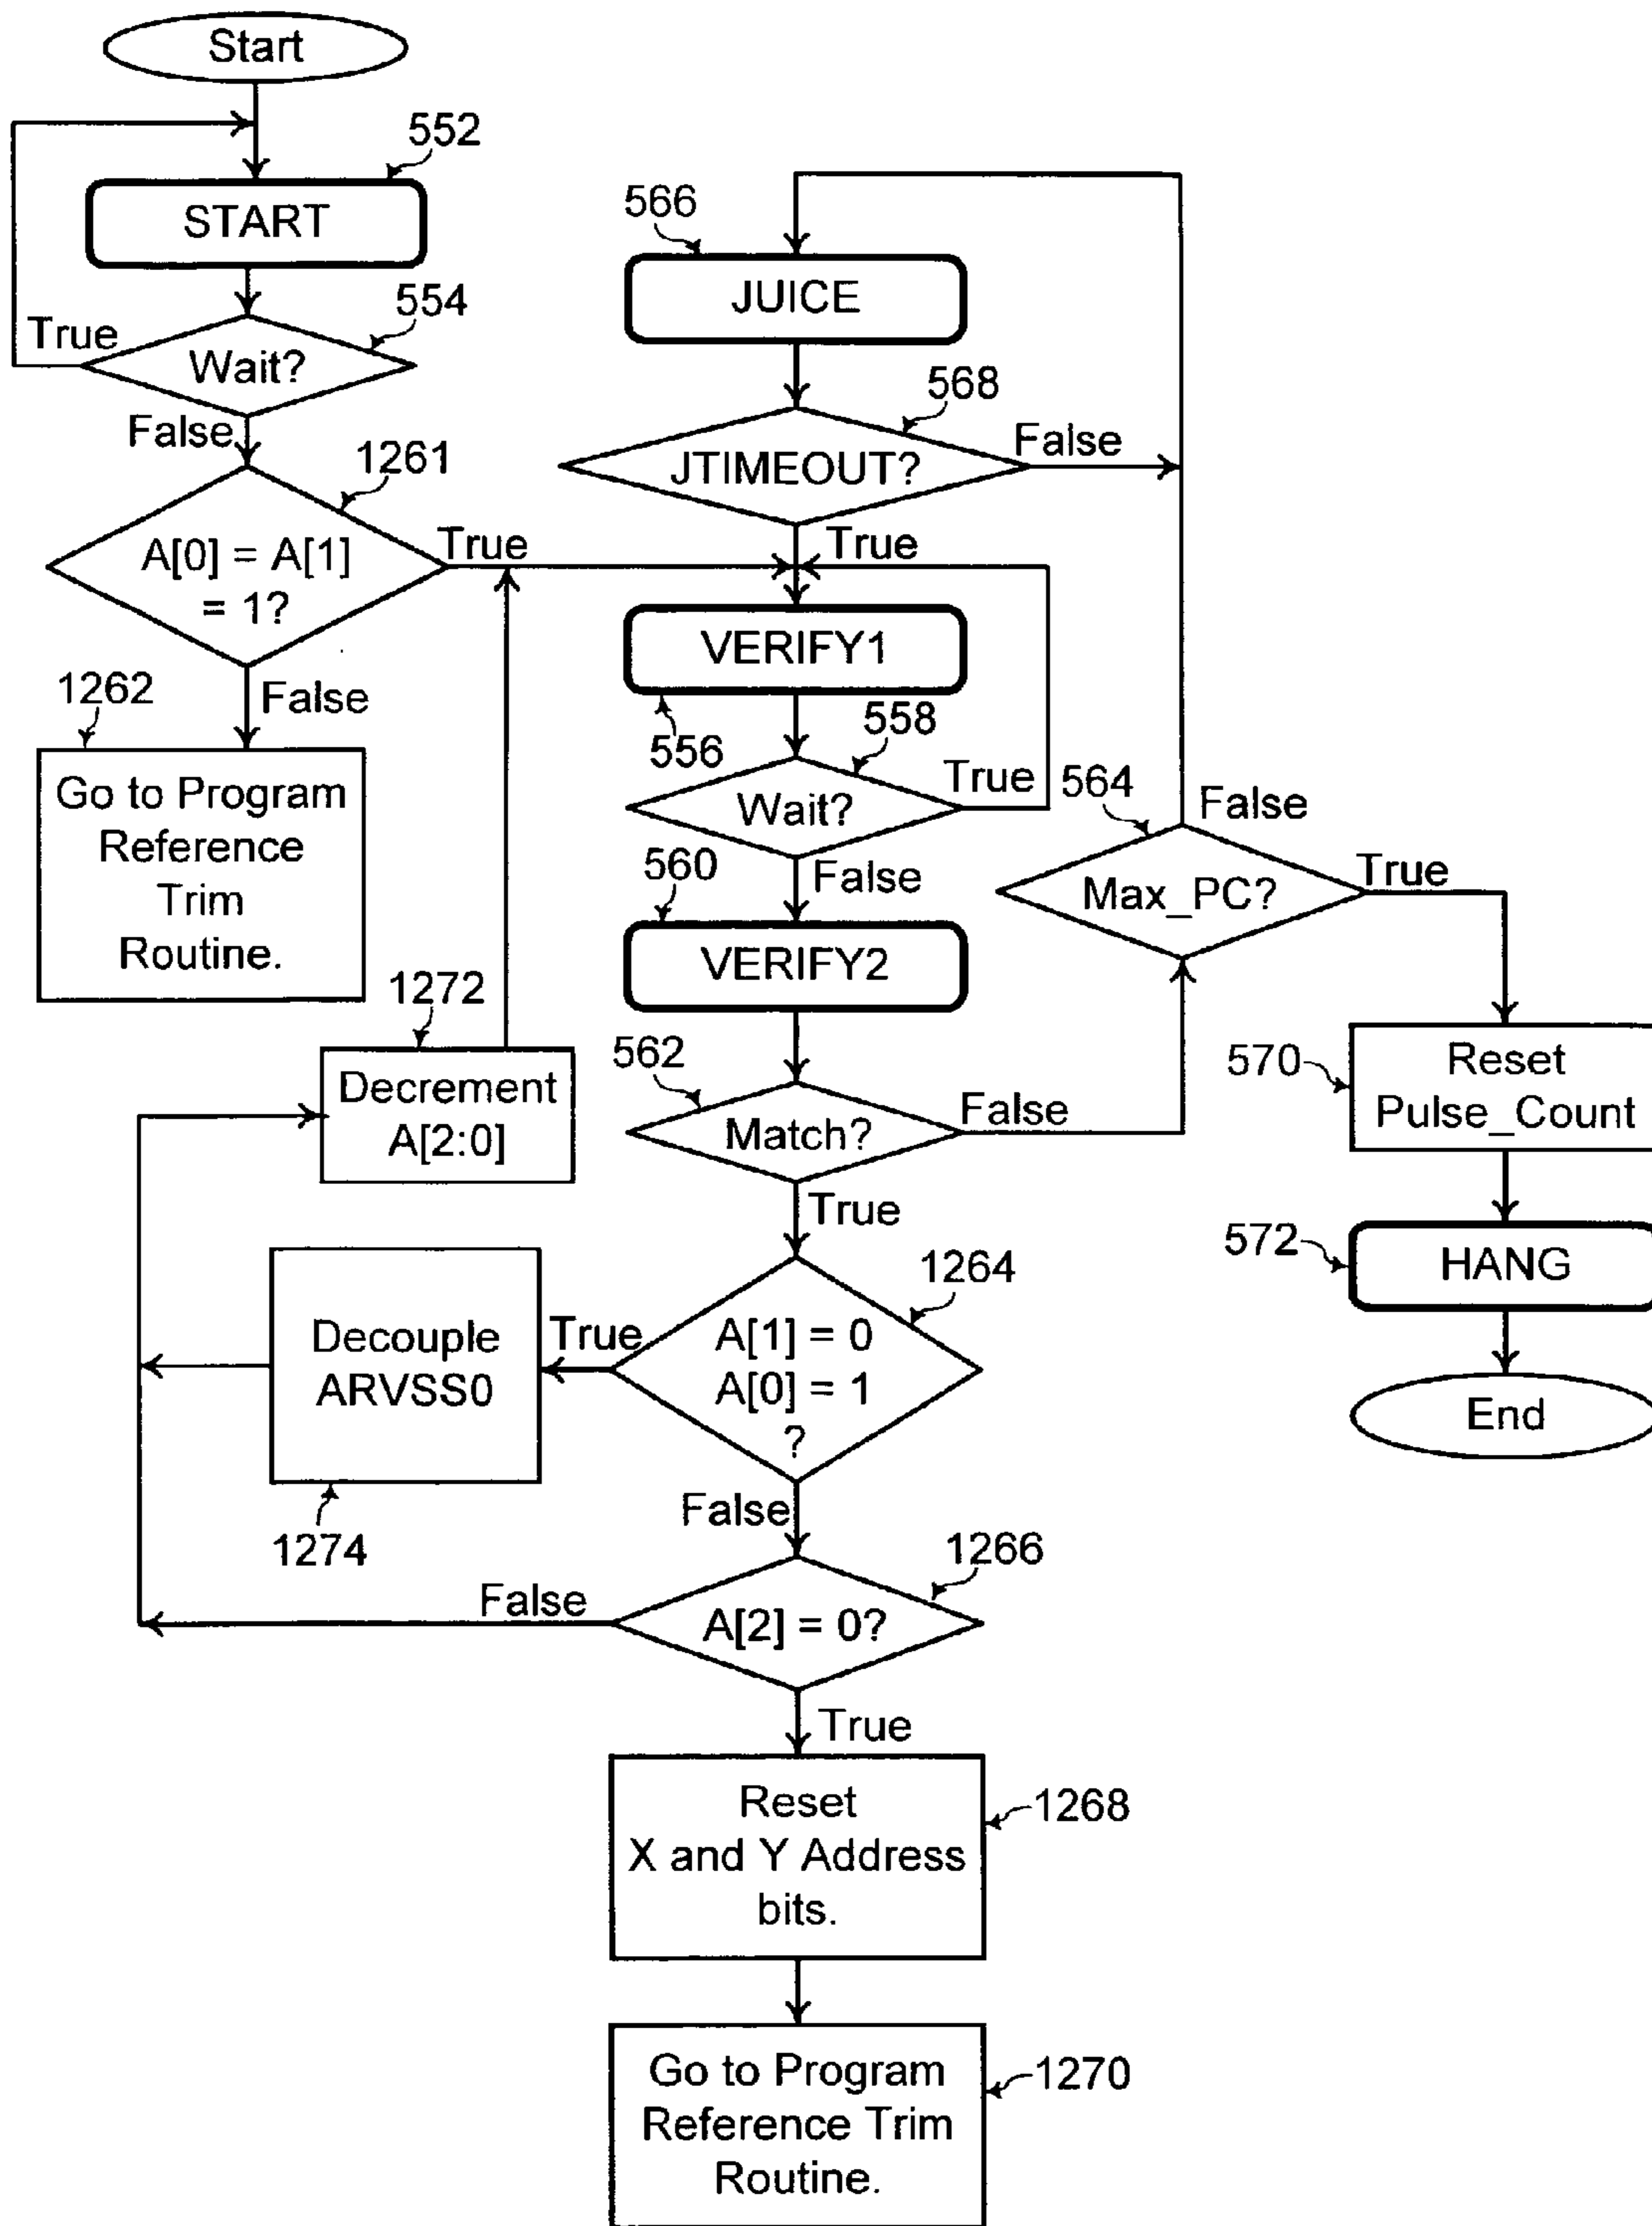 Start
552
START
554
True
Wait?
False
1261
A[0] = A[1]
= 1?
True
False
1262
Go to Program
Reference
Trim
Routine.
566
JUICE
568
JTIMEOUT?
False
True
VERIFY1
556
558
Wait?
True
False
560
VERIFY2
562
Match?
False
True
564
Max_PC?
False
True
570
Reset
Pulse_Count
572
HANG
End
1272
Decrement
A[2:0]
1264
A[1] = 0
A[0] = 1
?
True
False
Decouple
ARVSS0
1274
1266
A[2] = 0?
False
True
Reset
X and Y Address
bits.
1268
Go to Program
Reference Trim
Routine.
1270